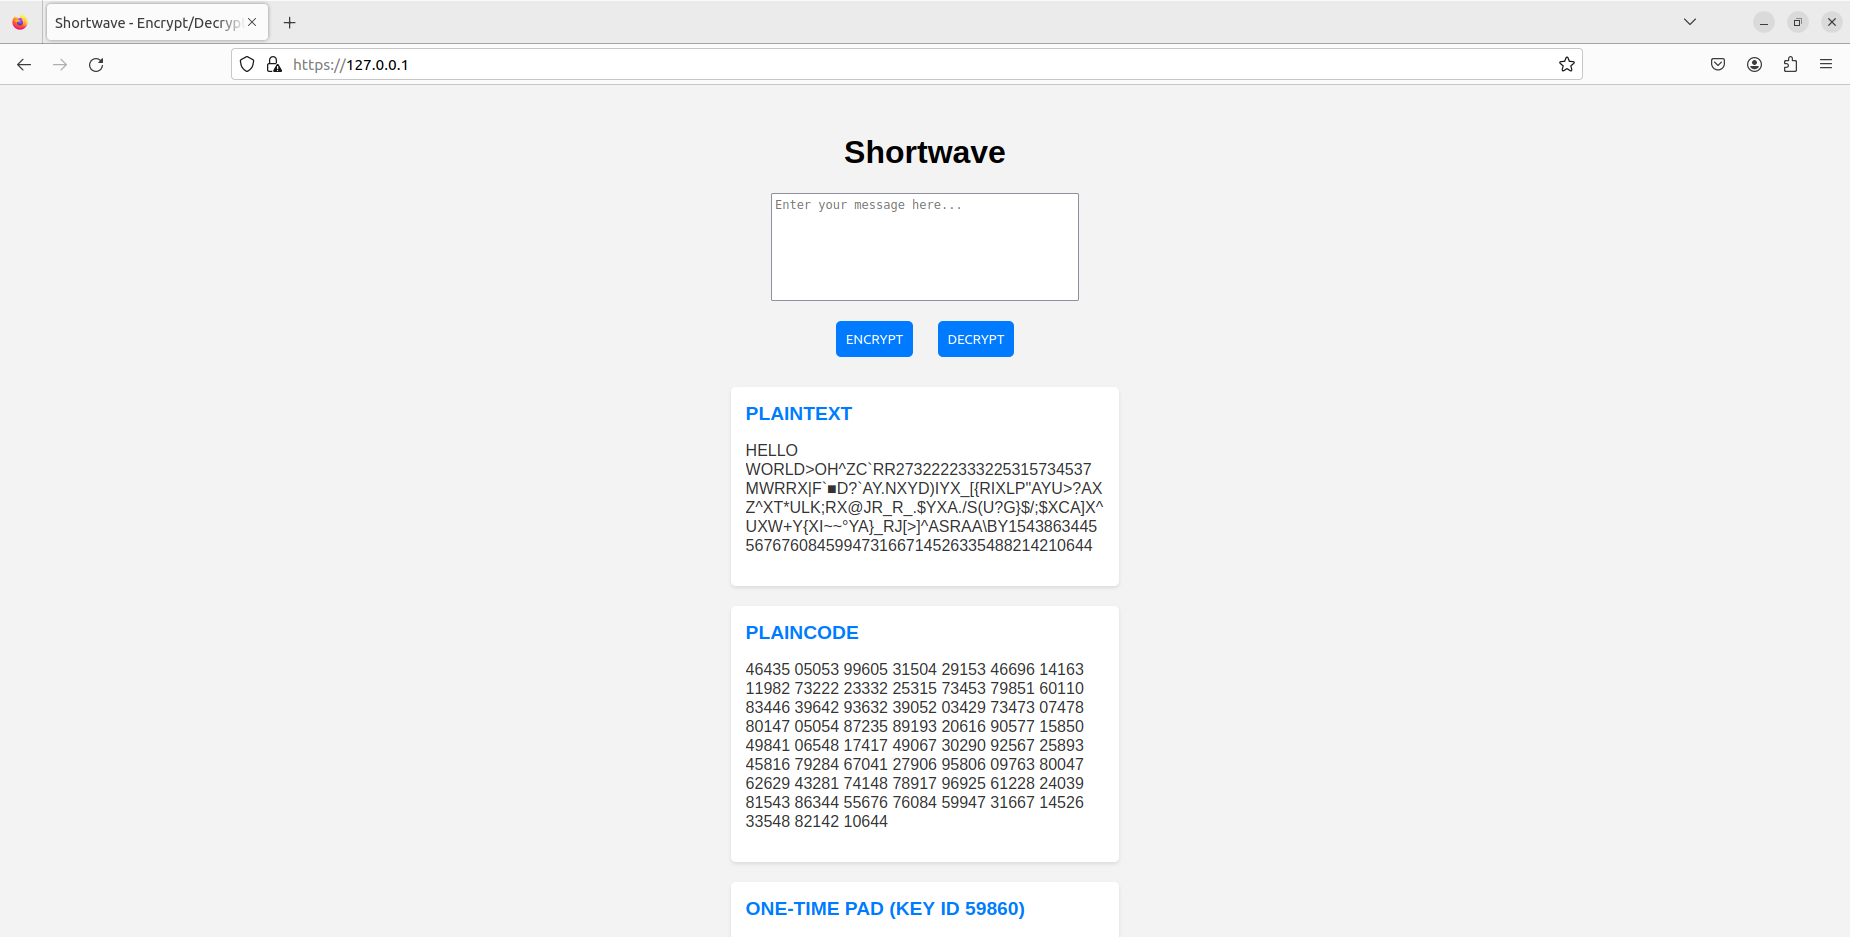 Shortwave - Encrypt/Decryp
https://127.0.0.1
Shortwave
Enter your message here...
ENCRYPT
DECRYPT
PLAINTEXT
HELLO
WORLD>OH^ZC`RR2732222333225315734537
MWRRX|F`■D?`AY.NXYD)IYX_[{RIXLP"AYU>?AX
Z^XT*ULK;RX@JR_R_.$YXA./S(U?G}$/;$XCA]X^
UXW+Y{XI~~°YA}_RJ[>]^ASRAA\BY1543863445
567676084599473166714526335488214210644
PLAINCODE
46435 05053 99605 31504 29153 46696 14163
11982 73222 23332 25315 73453 79851 60110
83446 39642 93632 39052 03429 73473 07478
80147 05054 87235 89193 20616 90577 15850
49841 06548 17417 49067 30290 92567 25893
45816 79284 67041 27906 95806 09763 80047
62629 43281 74148 78917 96925 61228 24039
81543 86344 55676 76084 59947 31667 14526
33548 82142 10644
ONE-TIME PAD (KEY ID 59860)